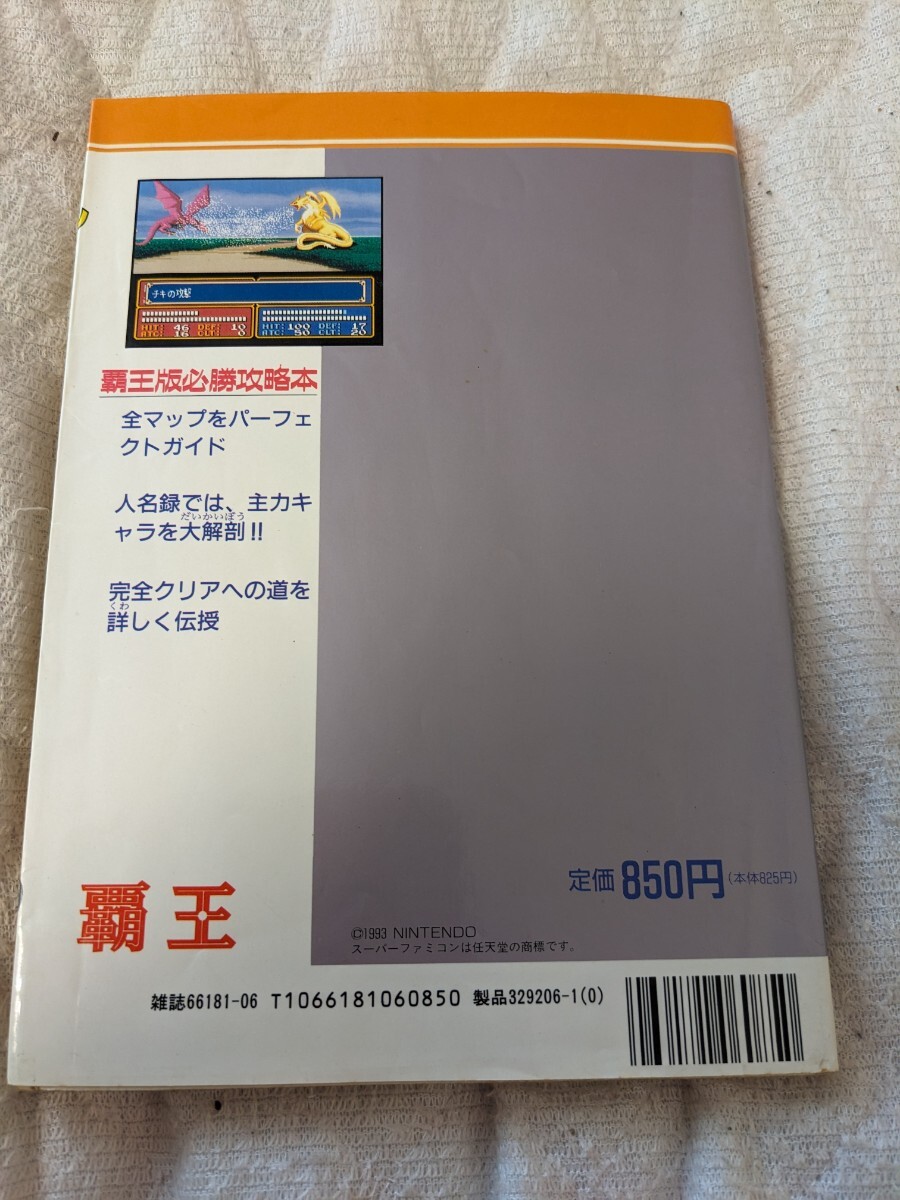 チキの攻撃
HIT: 46 DEF: 10
ATC: 16 CLT: 0
HIT: 100 DEF: 17
ATC: 50 CLT: 20
覇王版必勝攻略本
全マップをパーフェ
クトガイド
人名録では、主力キ
だいかいぼう
ャラを大解剖!!
完全クリアへの道を
くわ
詳しく伝授
定価 850円 (本体825円)
覇王
©1993 NINTENDO
スーパーファミコンは任天堂の商標です。
雑誌66181-06 T1066181060850 製品329206-1(0)